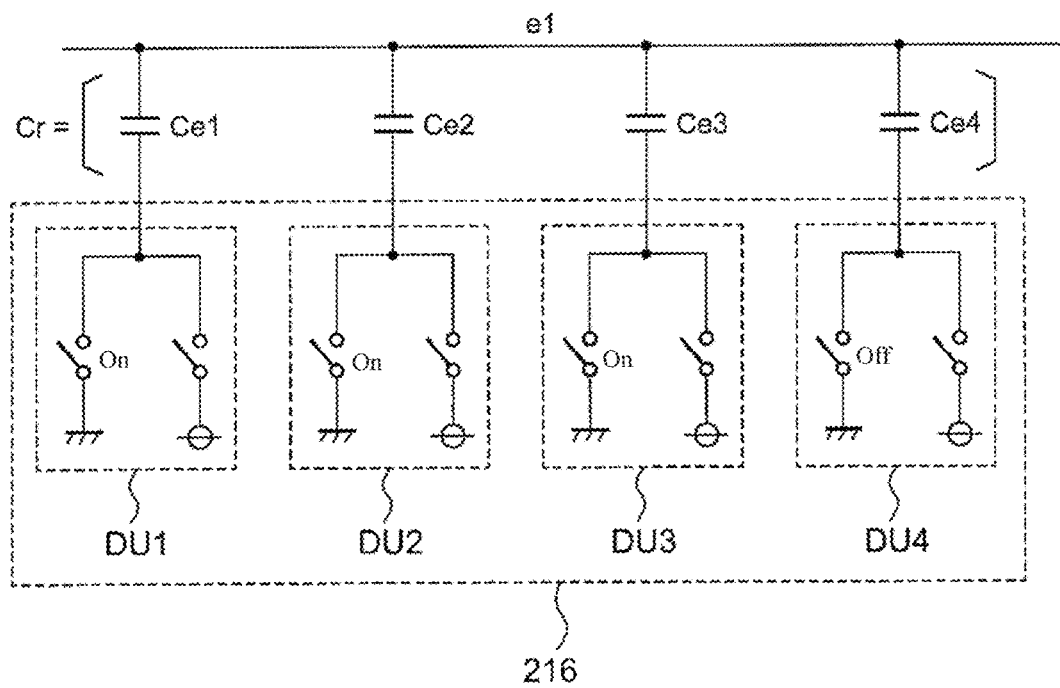 e1
Cr =
Ce1
Ce2
Ce3
Ce4
On
On
On
Off
DU1
DU2
DU3
DU4
216